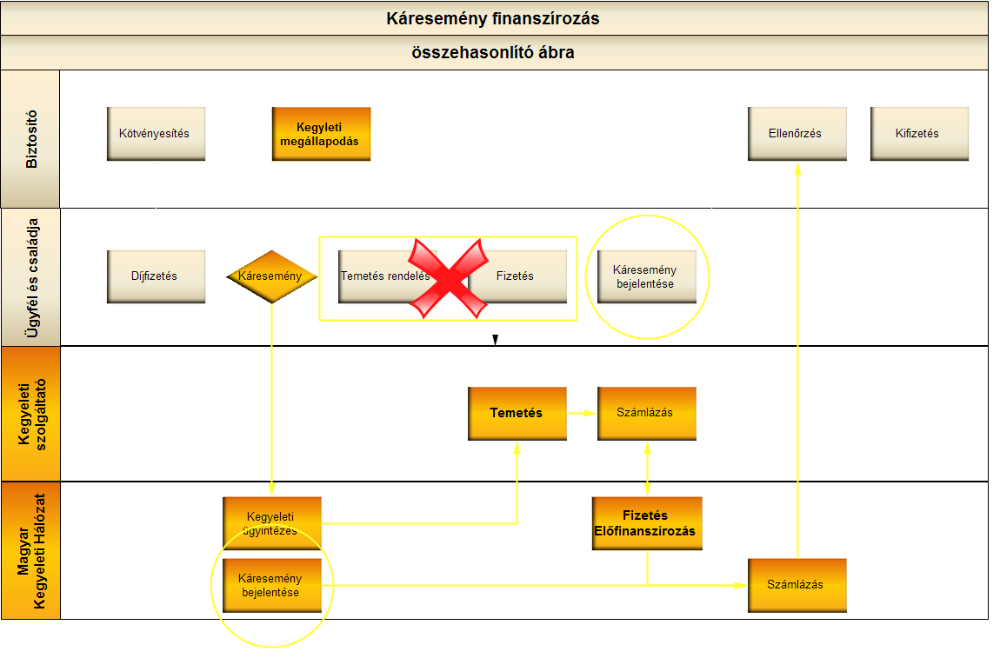 Káresemény finanszírozás
összehasonlító ábra
Biztosító
Kötvényesítés
Kegyleti
megállapodás
Ellenőrzés
Kifizetés
Ügyfél és családja
Díjfizetés
Káresemény
Temetés rendelés
Fizetés
Káresemény
bejelentése
Kegyeleti
szolgáltató
Temetés
Számlázás
Magyar
Kegyeleti Hálózat
Kegyeleti
ügyintézés
Fizetés
Előfinanszírozás
Káresemény
bejelentése
Számlázás